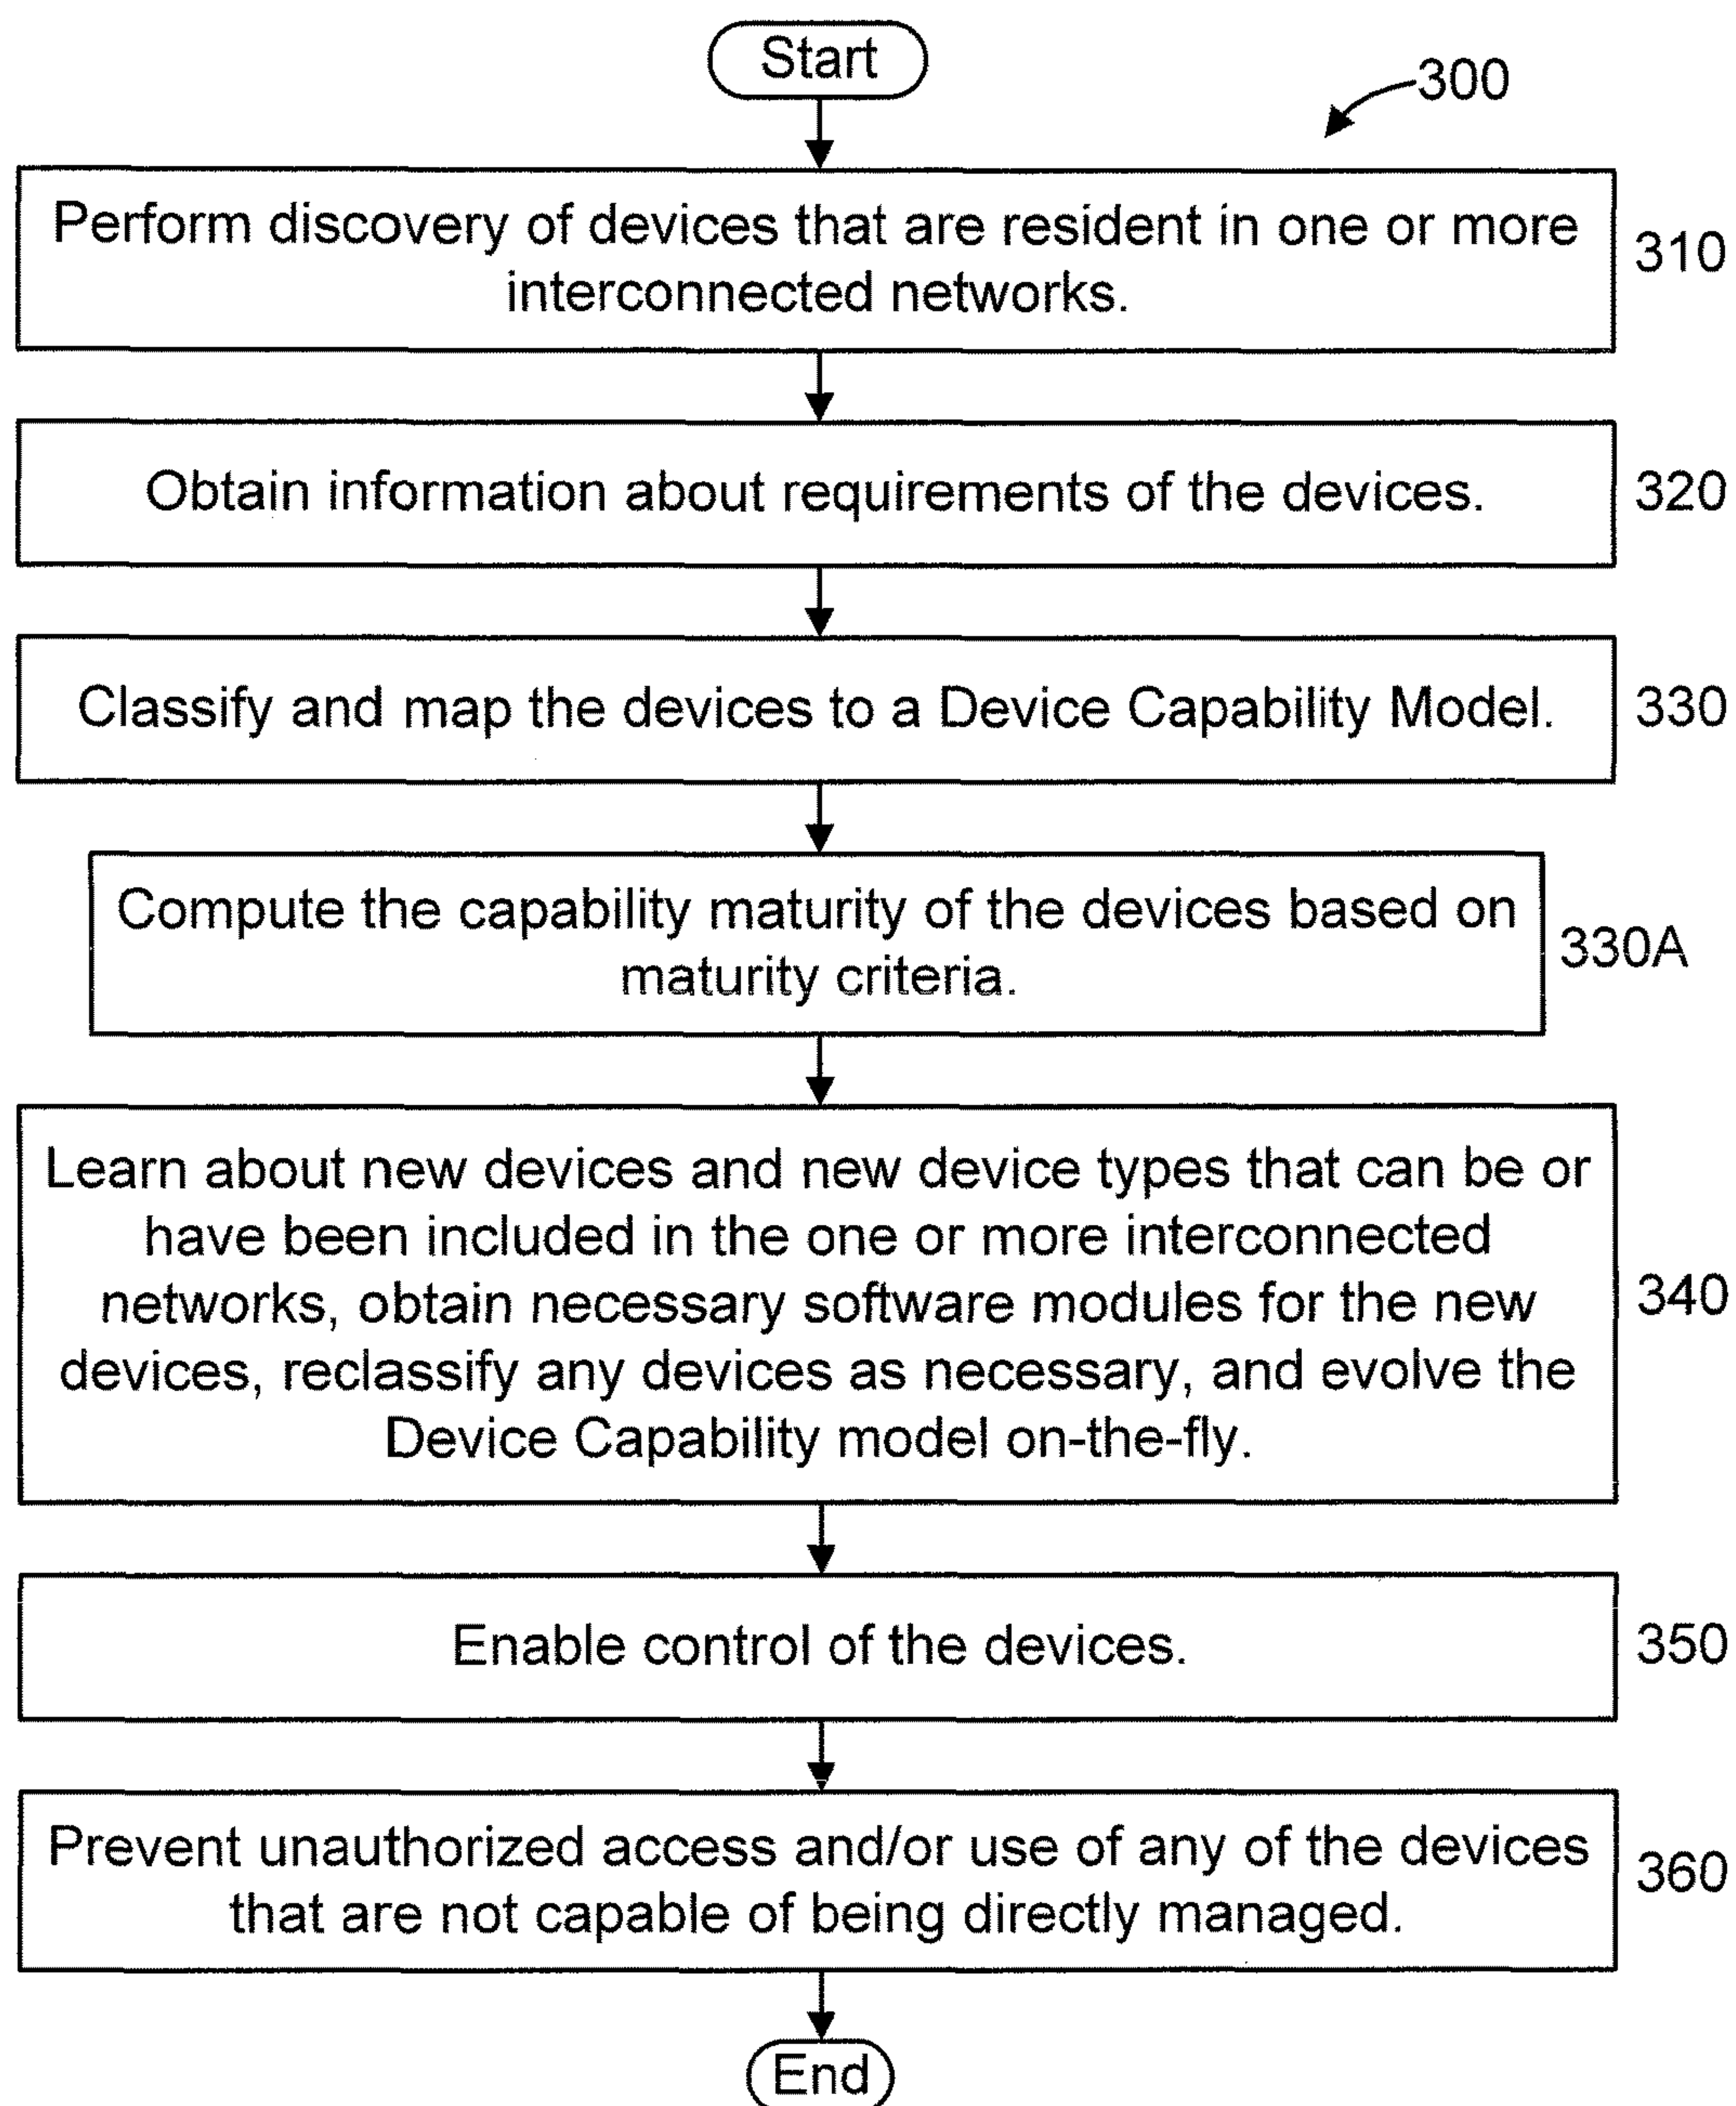 Start
300
Perform discovery of devices that are resident in one or more
interconnected networks.
310
Obtain information about requirements of the devices.
320
Classify and map the devices to a Device Capability Model.
330
Compute the capability maturity of the devices based on
maturity criteria.
330A
Learn about new devices and new device types that can be or
have been included in the one or more interconnected
networks, obtain necessary software modules for the new
devices, reclassify any devices as necessary, and evolve the
Device Capability model on-the-fly.
340
Enable control of the devices.
350
Prevent unauthorized access and/or use of any of the devices
that are not capable of being directly managed.
360
End